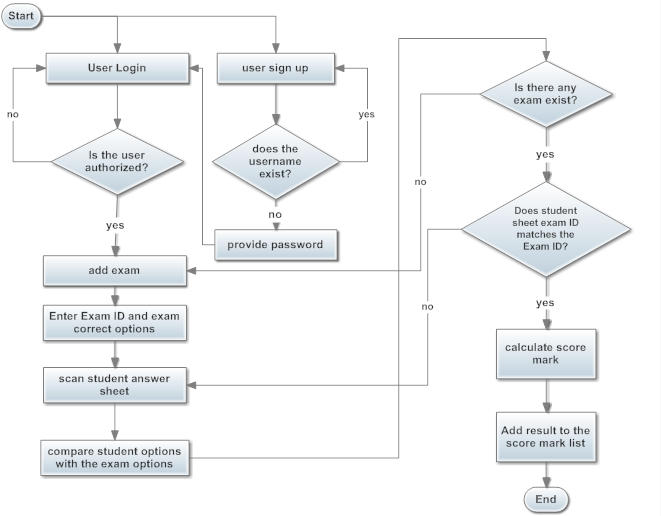 Start
User Login
user sign up
Is there any
exam exist?
no
yes
Is the user
authorized?
does the
username
exist?
yes
no
no
yes
provide password
Does student
sheet exam ID
matches the
Exam ID?
add exam
Enter Exam ID and exam
correct options
no
yes
scan student answer
sheet
calculate score
mark
compare student options
with the exam options
Add result to the
score mark list
End